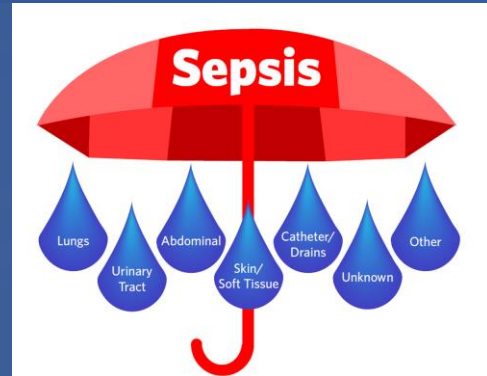 Sepsis
Lungs
Urinary
Tract
Abdominal
Skin/
Soft Tissue
Catheter/
Drains
Unknown
Other